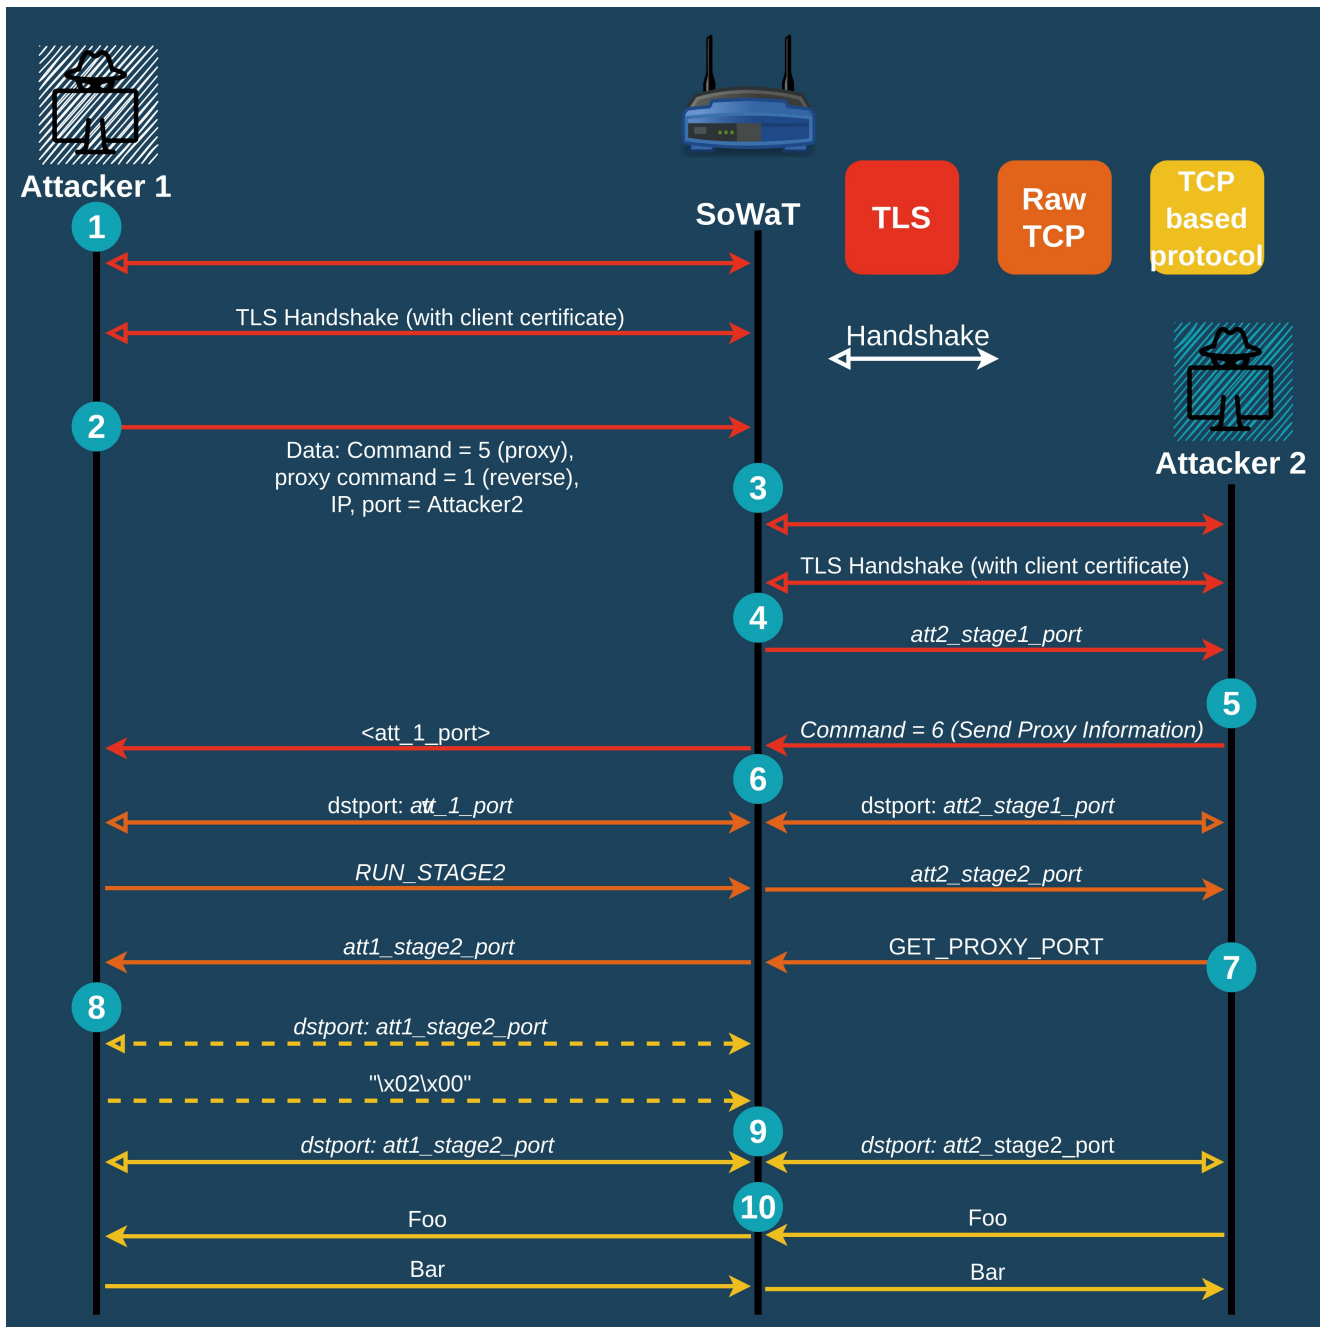 Attacker 1
1
SoWaT
TLS
Raw
TCP
TCP
based
protocol
TLS Handshake (with client certificate)
Handshake
2
Data: Command = 5 (proxy),
proxy command = 1 (reverse),
IP, port = Attacker2
Attacker 2
3
TLS Handshake (with client certificate)
4
att2_stage1_port
5
<att_1_port>
Command = 6 (Send Proxy Information)
6
dstport: att_1_port
dstport: att2_stage1_port
RUN_STAGE2
att2_stage2_port
att1_stage2_port
GET_PROXY_PORT
7
8
dstport: att1_stage2_port
"\x02\x00"
9
dstport: att1_stage2_port
dstport: att2_stage2_port
10
Foo
Foo
Bar
Bar